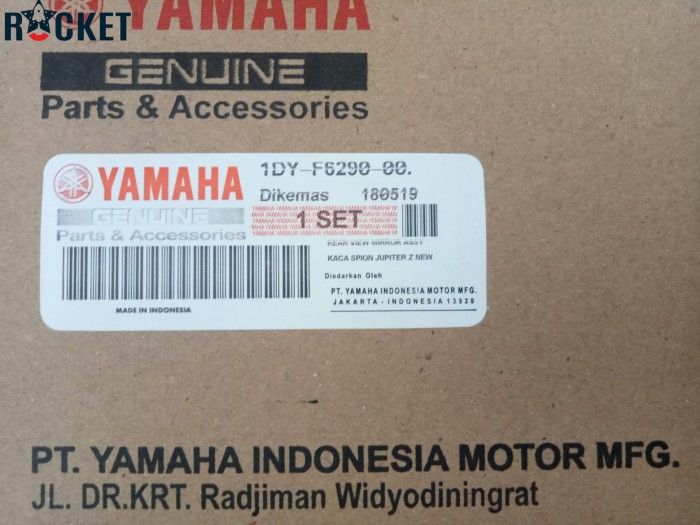 ROCKET
YAMAHA
GENUINE
Parts & Accessories
YAMAHA
GENUINE
Parts & Accessories
1DY-F6290-00.
Dikemas 180519
1 SET
REAR VIEW MIRROR ASSY
KACA SPION JUPITER Z NEW
Diedarkan Oleh
PT. YAMAHA INDONESIA MOTOR MFG.
JAKARTA - INDONESIA 13920
MADE IN INDONESIA
PT. YAMAHA INDONESIA MOTOR MFG.
JL. DR.KRT. Radjiman Widyodiningrat